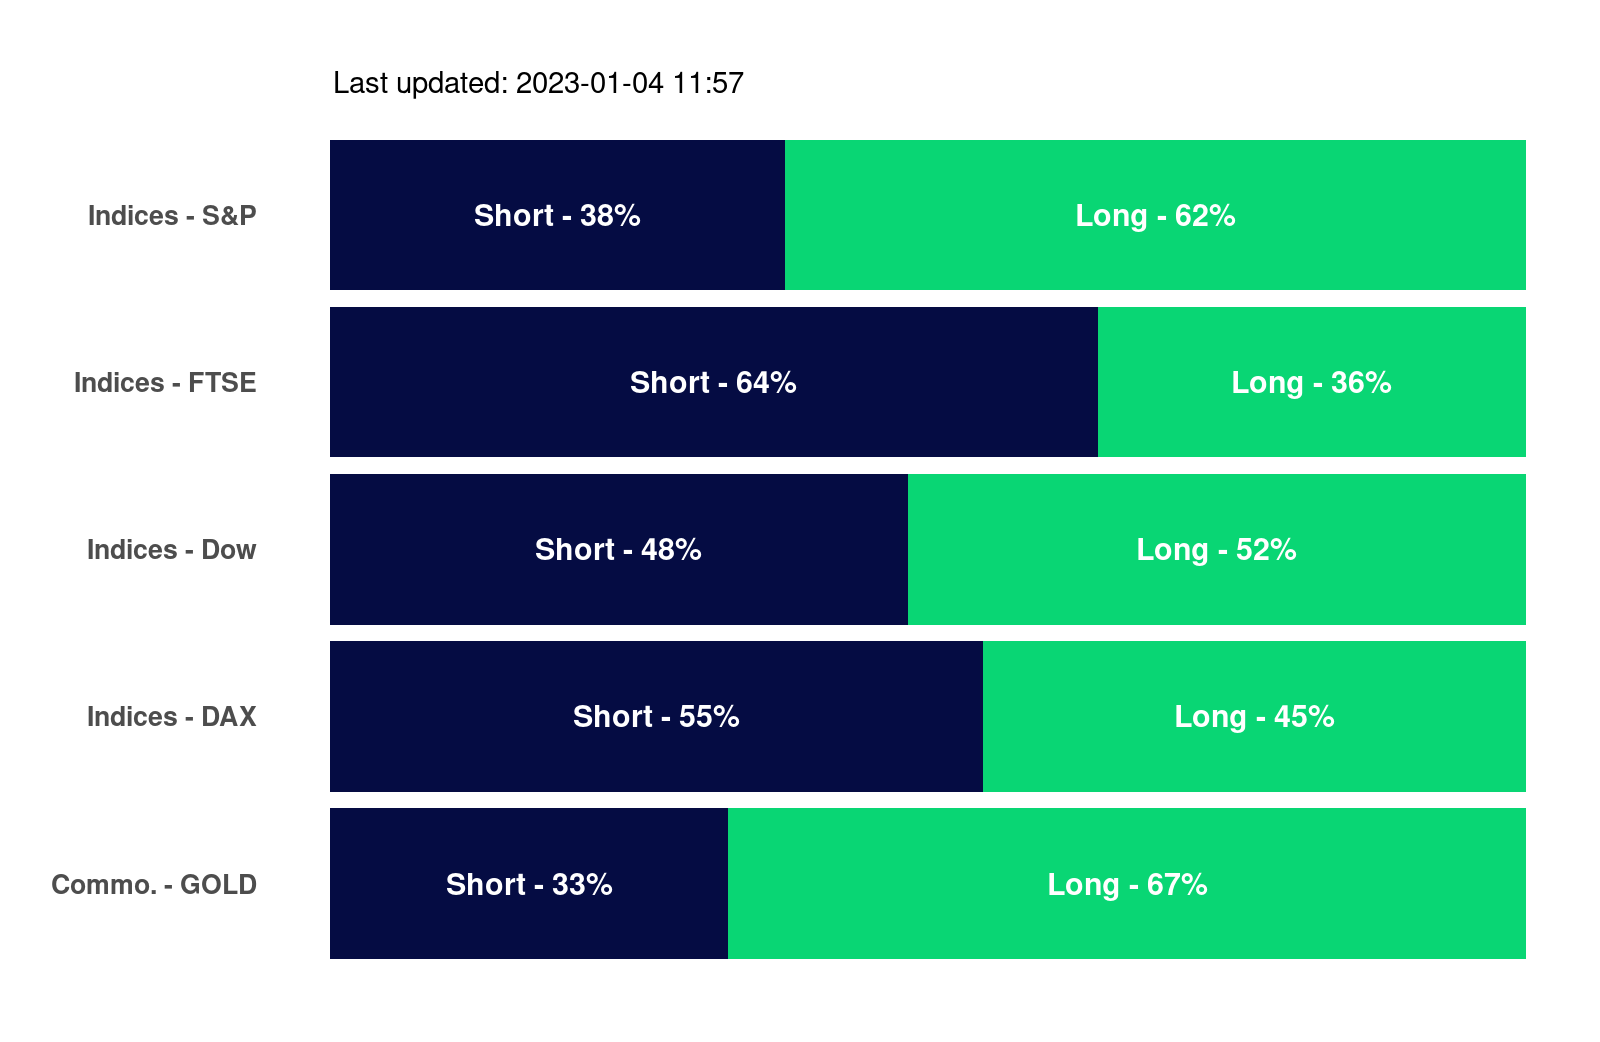 Last updated: 2023-01-04 11:57
Indices - S&P Short - 38% Long - 62%
Indices - FTSE Short - 64% Long - 36%
Indices - Dow Short - 48% Long - 52%
Indices - DAX Short - 55% Long - 45%
Commo. - GOLD Short - 33% Long - 67%